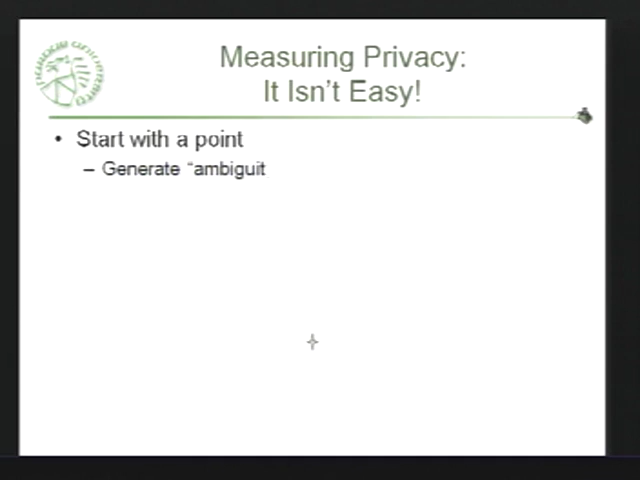 Measuring Privacy:
It Isn't Easy!
• Start with a point
– Generate “ambiguit